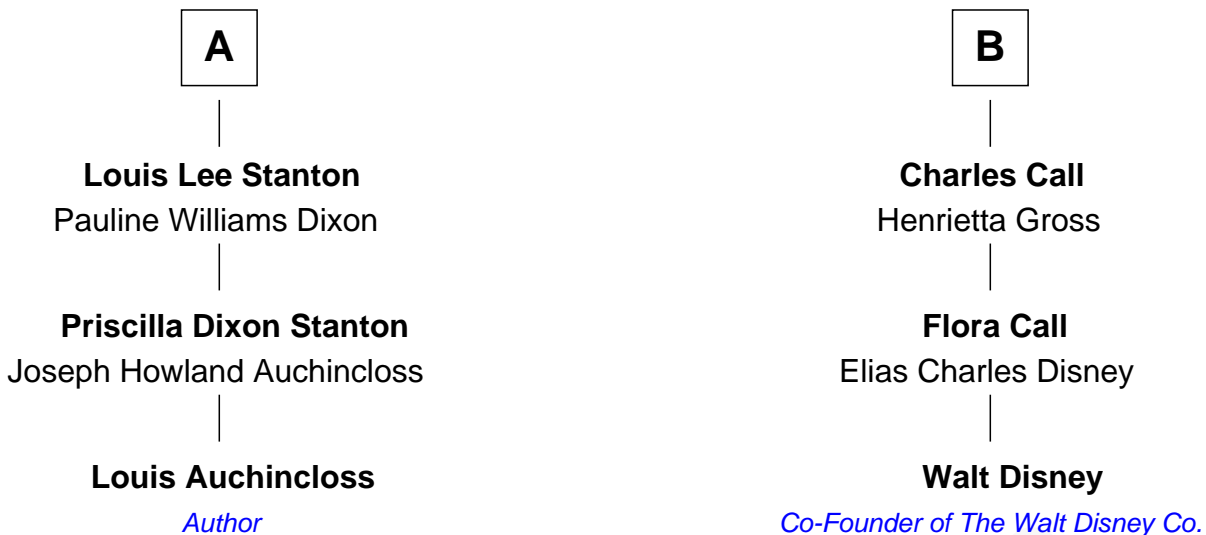 A
Louis Lee Stanton
Pauline Williams Dixon
Priscilla Dixon Stanton
Joseph Howland Auchincloss
Louis Auchincloss
Author
B
Charles Call
Henrietta Gross
Flora Call
Elias Charles Disney
Walt Disney
Co-Founder of The Walt Disney Co.